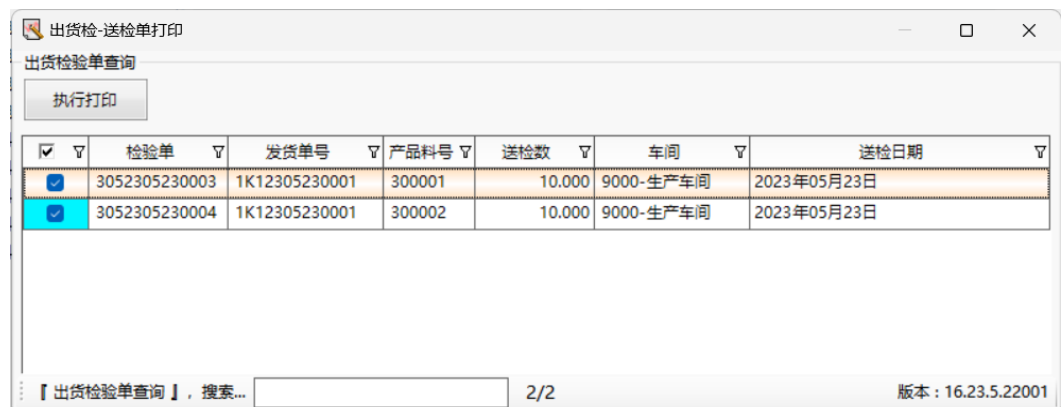 出货检-送检单打印
出货检验单查询
执行打印
检验单 发货单号 产品料号 送检数 车间 送检日期
3052305230003 1K12305230001 300001 10.000 9000-生产车间 2023年05月23日
3052305230004 1K12305230001 300002 10.000 9000-生产车间 2023年05月23日
『 出货检验单查询 』, 搜索... 2/2 版本 : 16.23.5.22001